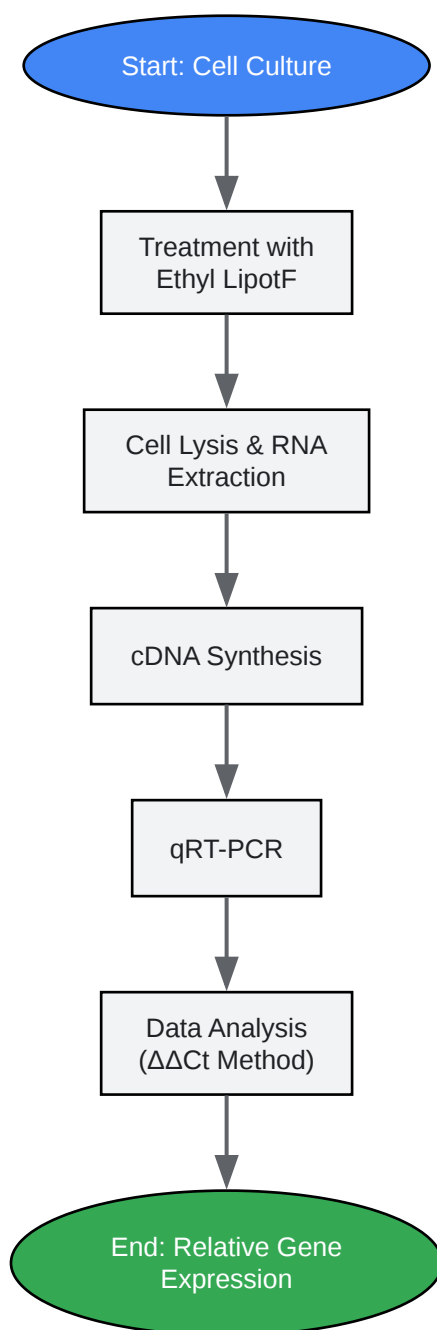 Start: Cell Culture
Treatment with
Ethyl LipotF
Cell Lysis & RNA
Extraction
cDNA Synthesis
qRT-PCR
Data Analysis
(ΔΔCt Method)
End: Relative Gene
Expression